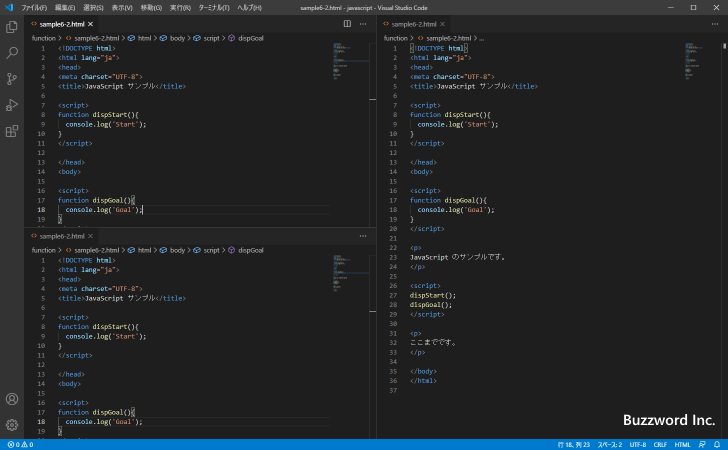 ファイル(F) 編集(E) 選択(S) 表示(V) 移動(G) 実行(R) ターミナル(T) ヘルプ(H)
sample6-2.html - javascript - Visual Studio Code
sample6-2.html
function > sample6-2.html > html > body > script > dispGoal
1 <!DOCTYPE html>
2 <html lang="ja">
3 <head>
4 <meta charset="UTF-8">
5 <title>JavaScript サンプル</title>
6
7 <script>
8 function dispStart(){
9 console.log('Start');
10 }
11 </script>
12
13 </head>
14 <body>
15
16 <script>
17 function dispGoal(){
18 console.log('Goal');
19 }
sample6-2.html
function > sample6-2.html > html > body > script > dispGoal
1 <!DOCTYPE html>
2 <html lang="ja">
3 <head>
4 <meta charset="UTF-8">
5 <title>JavaScript サンプル</title>
6
7 <script>
8 function dispStart(){
9 console.log('Start');
10 }
11 </script>
12
13 </head>
14 <body>
15
16 <script>
17 function dispGoal(){
18 console.log('Goal');
19 }
sample6-2.html
function > sample6-2.html > ...
1 <!DOCTYPE html>
2 <html lang="ja">
3 <head>
4 <meta charset="UTF-8">
5 <title>JavaScript サンプル</title>
6
7 <script>
8 function dispStart(){
9 console.log('Start');
10 }
11 </script>
12
13 </head>
14 <body>
15
16 <script>
17 function dispGoal(){
18 console.log('Goal');
19 }
20 </script>
21
22 <p>
23 JavaScript のサンプルです。
24 </p>
25
26 <script>
27 dispStart();
28 dispGoal();
29 </script>
30
31 <p>
32 ここまでです。
33 </p>
34
35 </body>
36 </html>
37
Buzzword Inc.
0 0
行 18、列 23 スペース: 2 UTF-8 CRLF HTML